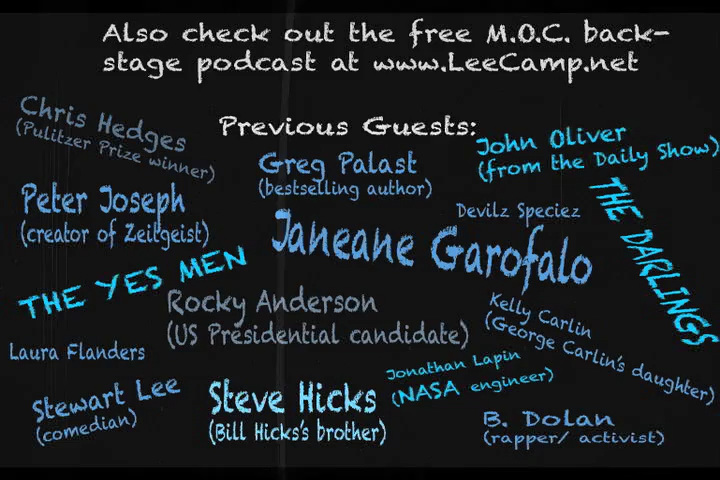 Also check out the free M.O.C. back-
stage podcast at www.LeeCamp.net
Previous Guests:
Chris Hedges
(Pulitzer Prize winner)
Greg Palast
(bestselling author)
John Oliver
(from the Daily Show)
Peter Joseph
(creator of Zeitgeist)
Devilz Speciez
THE DARLINGS
Janeane Garofalo
THE YES MEN
Rocky Anderson
(US Presidential candidate)
Kelly Carlin
(George Carlin's daughter)
Laura Flanders
Jonathan Lapin
(NASA engineer)
Stewart Lee
(comedian)
Steve Hicks
(Bill Hicks's brother)
B. Dolan
(rapper/ activist)